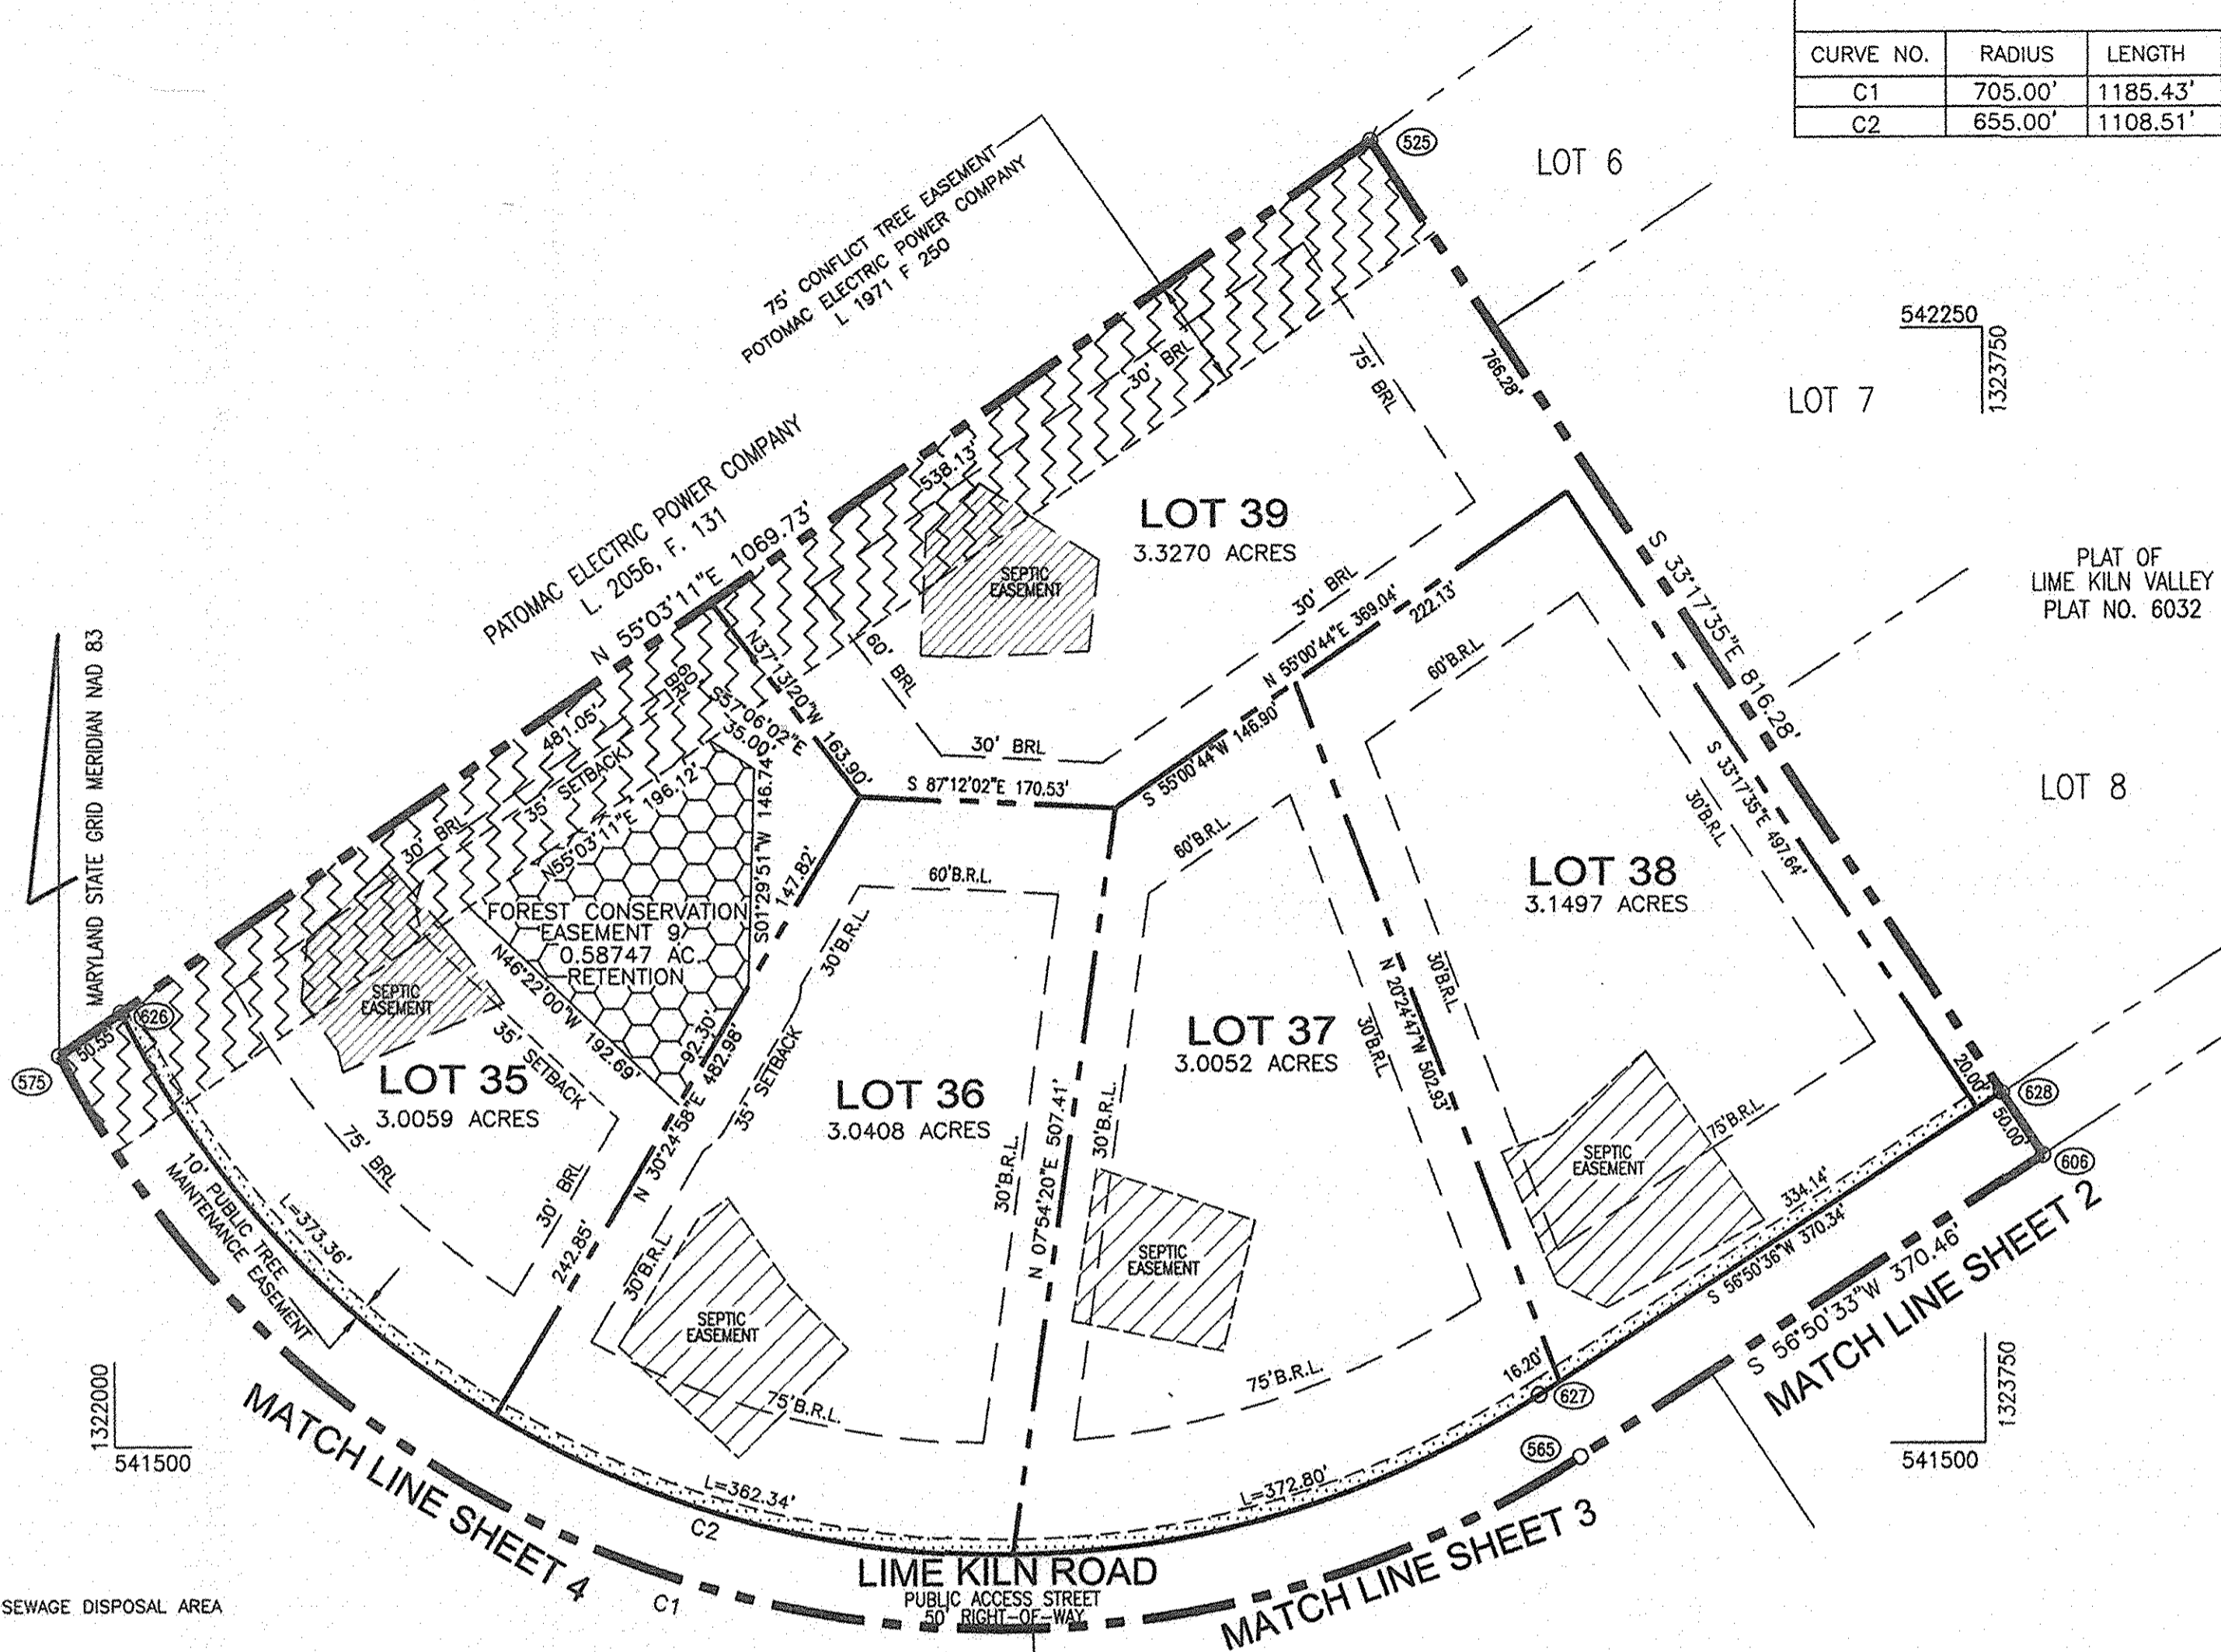 CURVE NO. RADIUS LENGTH
C1 705.00' 1185.43'
C2 655.00' 1108.51'
525
LOT 6
75' CONFLICT TREE EASEMENT
POTOMAC ELECTRIC POWER COMPANY
L 1971 F 250
542250
1323750
LOT 7
766.28'
75' BRL
30' BRL
PATOMAC ELECTRIC POWER COMPANY
L. 2056, F. 131
N 55°03'11"E 1069.73'
538.13'
LOT 39
3.3270 ACRES
SEPTIC
EASEMENT
S 33°17'35"E 816.28'
PLAT OF
LIME KILN VALLEY
PLAT NO. 6032
LOT 8
MARYLAND STATE GRID MERIDIAN NAD 83
30' BRL
60' BRL
30' BRL
N 55°00'44"E 369.04'
222.13'
S 55°00'44"W 146.90'
S 87°12'02"E 170.53'
N37°13'20"W 163.90'
60'
BRL
S57°06'02"E
35.00'
481.05'
35' SETBACK
N55°03'11"E 196.12'
30' BRL
S01°29'51"W 146.74'
147.82'
FOREST CONSERVATION
EASEMENT 9
0.58747 AC.
RETENTION
N46°22'00"W 192.69'
92.30'
N 30°24'58"E 482.98'
242.85'
SEPTIC
EASEMENT
35' SETBACK
LOT 35
3.0059 ACRES
75' BRL
30' BRL
626
50.55'
575
10' PUBLIC TREE
MAINTENANCE EASEMENT
L=373.36'
60'B.R.L.
30'B.R.L.
35' SETBACK
LOT 36
3.0408 ACRES
30'B.R.L.
30'B.R.L.
SEPTIC
EASEMENT
75'B.R.L.
N 07°54'20"E 507.41'
60'B.R.L.
30'B.R.L.
LOT 37
3.0052 ACRES
30'B.R.L.
SEPTIC
EASEMENT
75'B.R.L.
N 20°24'47"W 502.93'
60'B.R.L.
30'B.R.L.
LOT 38
3.1497 ACRES
30'B.R.L.
S 33°17'35"E 497.64'
SEPTIC
EASEMENT
75'B.R.L.
20.00'
628
50.00'
606
334.14'
S 56°50'36"W 370.34'
S 56°50'33"W 370.46'
MATCH LINE SHEET 2
16.20'
627
565
1323750
541500
1322000
541500
MATCH LINE SHEET 4
L=362.34'
C2
L=372.80'
C1
LIME KILN ROAD
PUBLIC ACCESS STREET
50' RIGHT-OF-WAY
MATCH LINE SHEET 3
SEWAGE DISPOSAL AREA